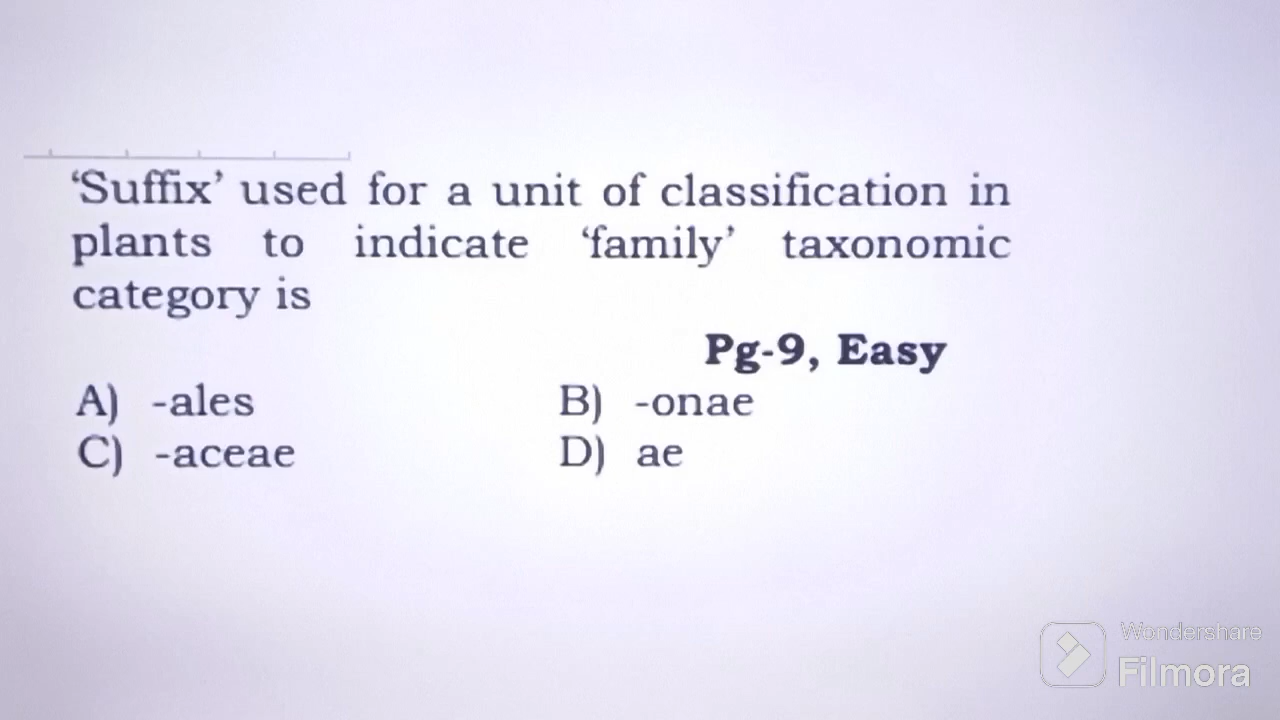 ‘Suffix’ used for a unit of classification in
plants to indicate ‘family’ taxonomic
category is
Pg-9, Easy
A) -ales B) -onae
C) -aceae D) ae
Wondershare
Filmora